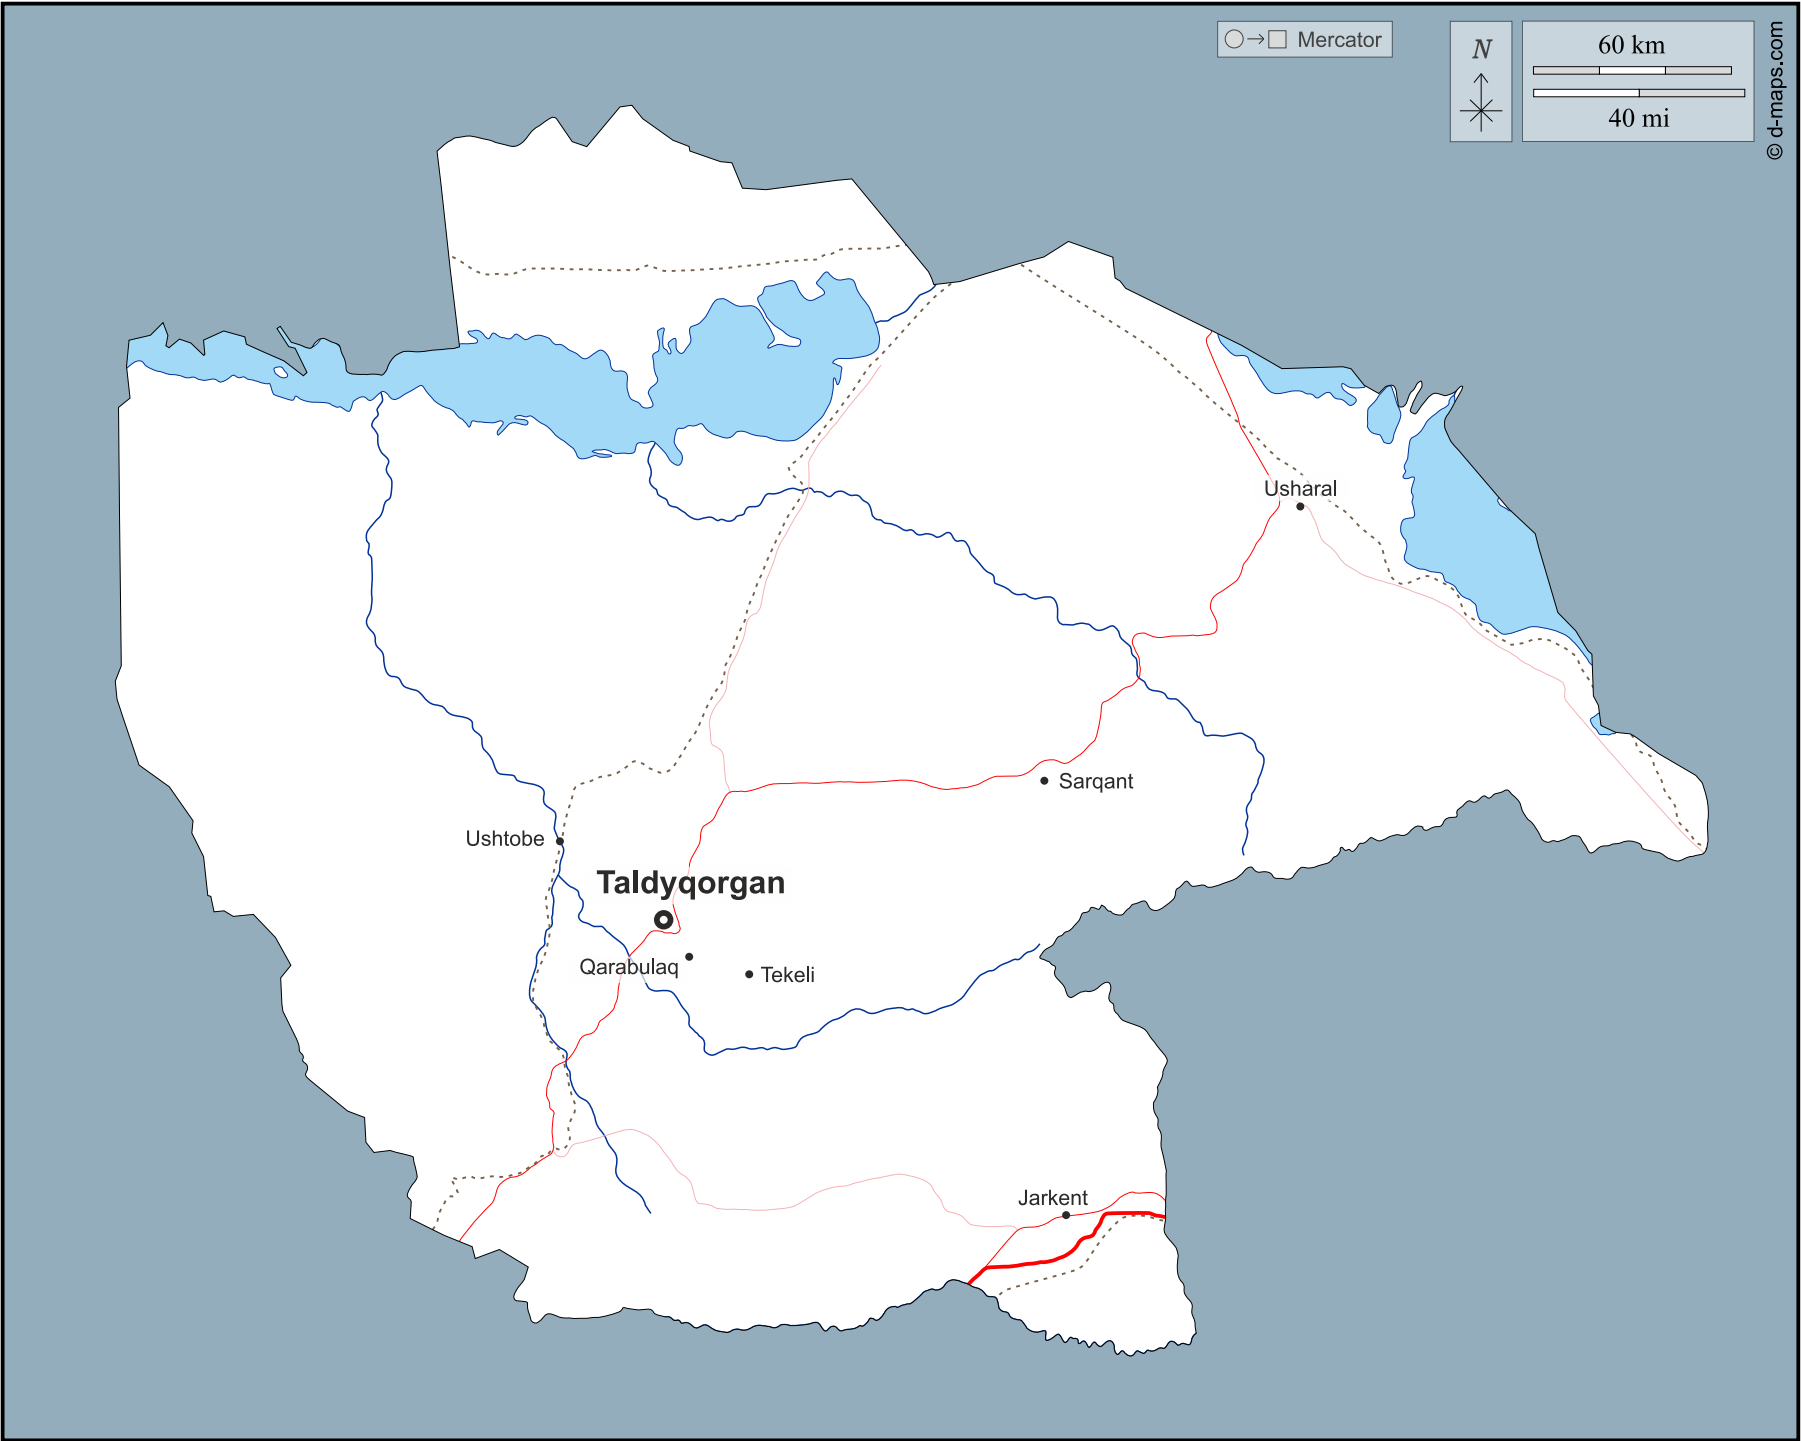 Mercator
N
60 km
40 mi
© d-maps.com
Usharal
Sarqant
Ushtobe
Taldyqorgan
Qarabulaq
Tekeli
Jarkent